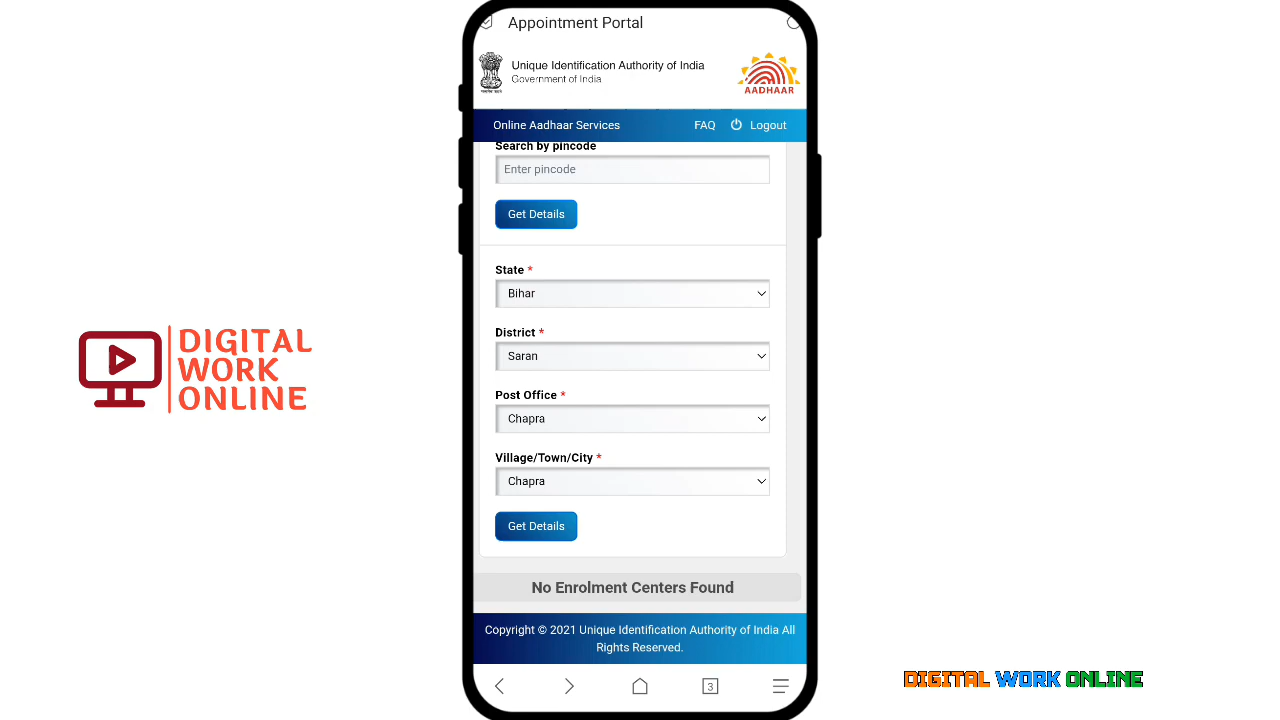 Appointment Portal
Unique Identification Authority of India
Government of India
AADHAAR
Online Aadhaar Services FAQ Logout
Search by pincode
Enter pincode
Get Details
State *
Bihar
District *
Saran
Post Office *
Chapra
Village/Town/City *
Chapra
Get Details
No Enrolment Centers Found
Copyright © 2021 Unique Identification Authority of India All
Rights Reserved.
3
DIGITAL
WORK
ONLINE
DIGITAL WORK ONLINE